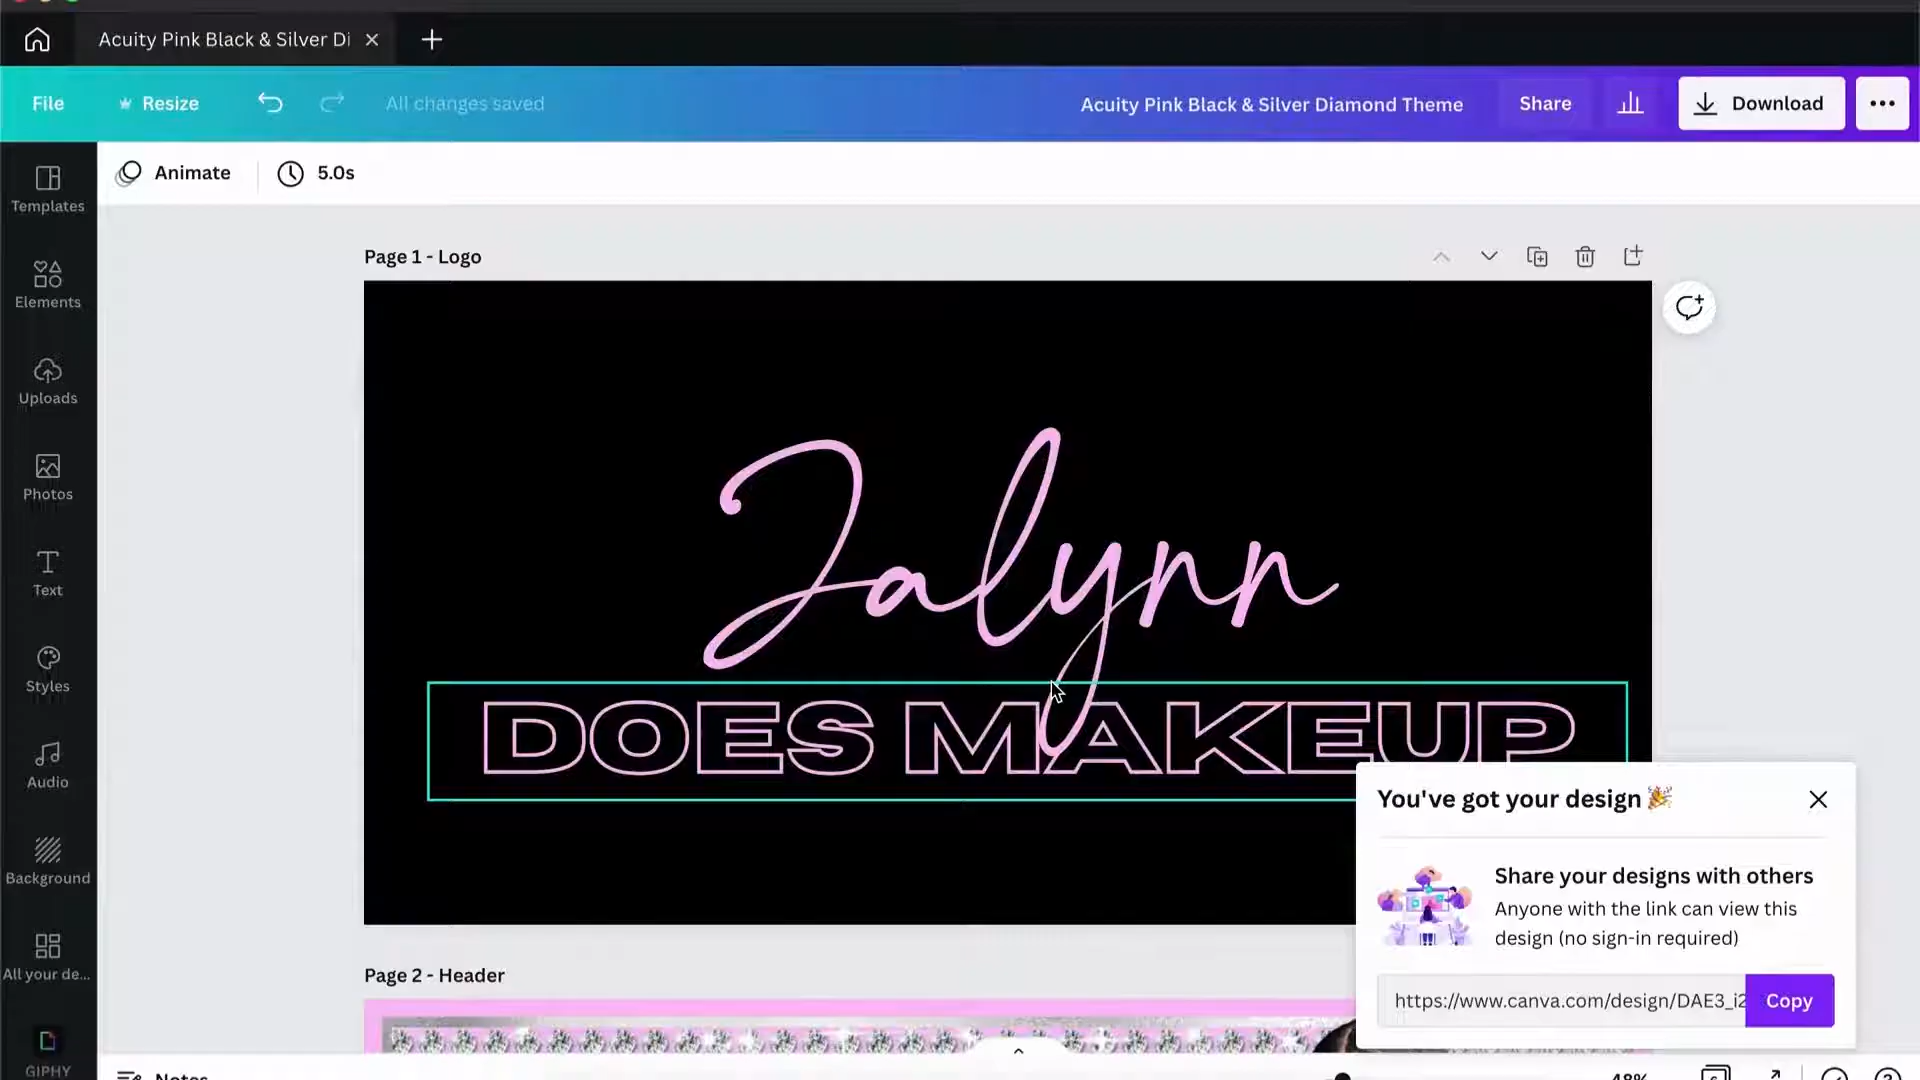 Acuity Pink Black & Silver Di
File
Resize
All changes saved
Acuity Pink Black & Silver Diamond Theme
Share
Download
Animate
5.0s
Templates
Elements
Uploads
Photos
Text
Styles
Audio
Background
All your de...
GIPHY
Page 1 - Logo
Jalynn
DOES MAKEUP
You've got your design
Share your designs with others
Anyone with the link can view this
design (no sign-in required)
https://www.canva.com/design/DAE3_i2
Copy
Page 2 - Header
Notes
48%